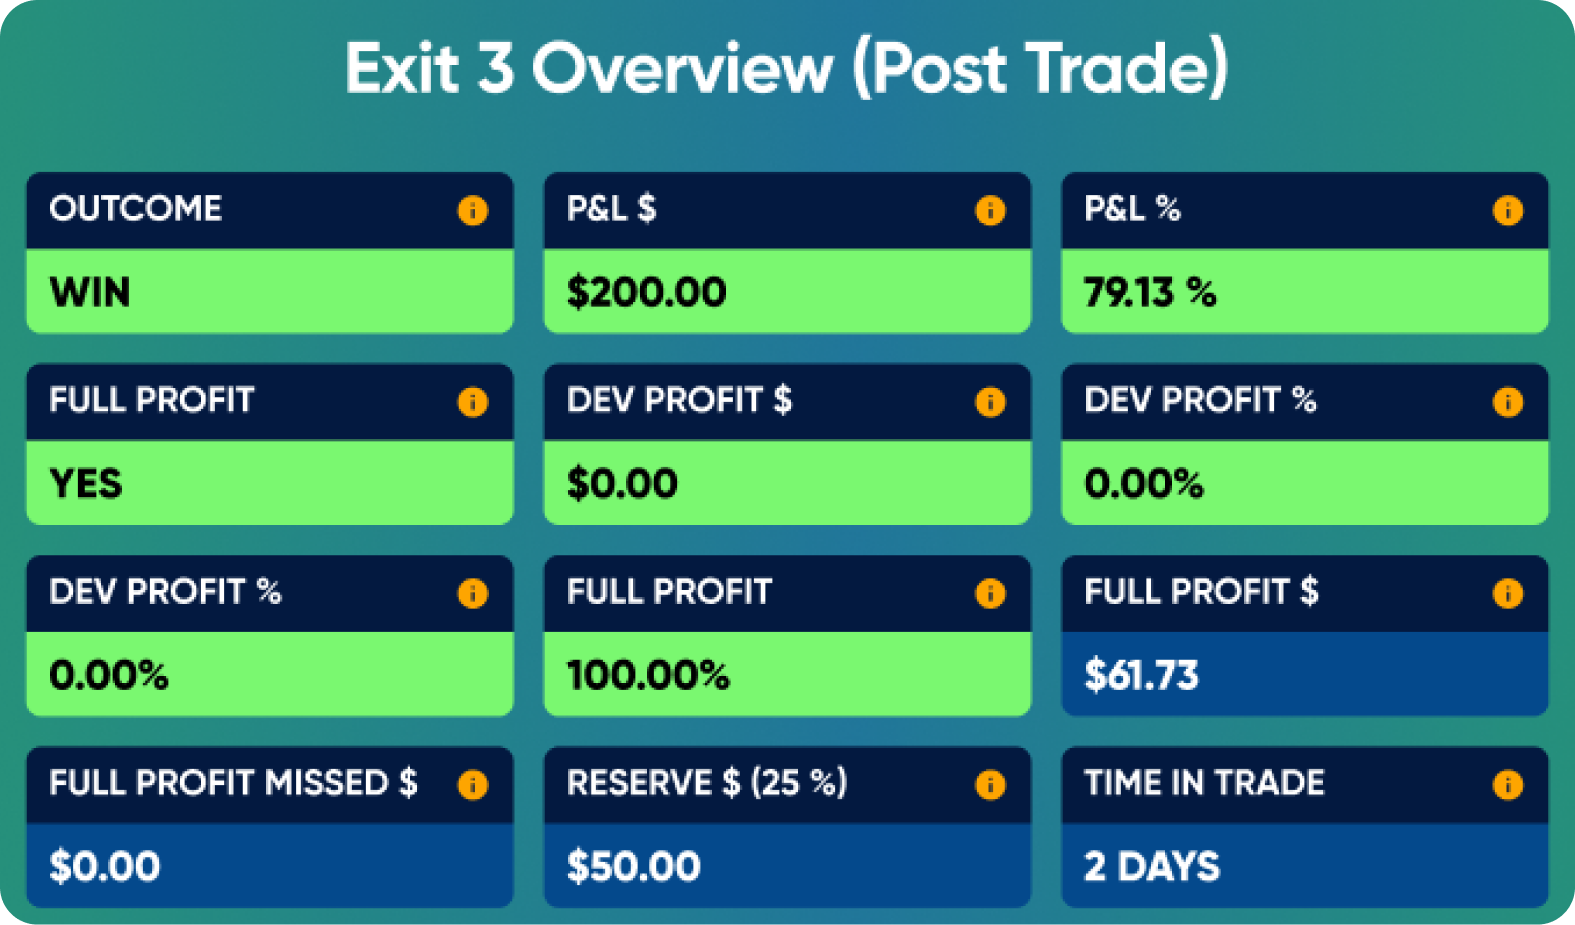 Exit 3 Overview (Post Trade)
OUTCOME
WIN
P&L $
$200.00
P&L %
79.13 %
FULL PROFIT
YES
DEV PROFIT $
$0.00
DEV PROFIT %
0.00%
DEV PROFIT %
0.00%
FULL PROFIT
100.00%
FULL PROFIT $
$61.73
FULL PROFIT MISSED $
$0.00
RESERVE $ (25 %)
$50.00
TIME IN TRADE
2 DAYS